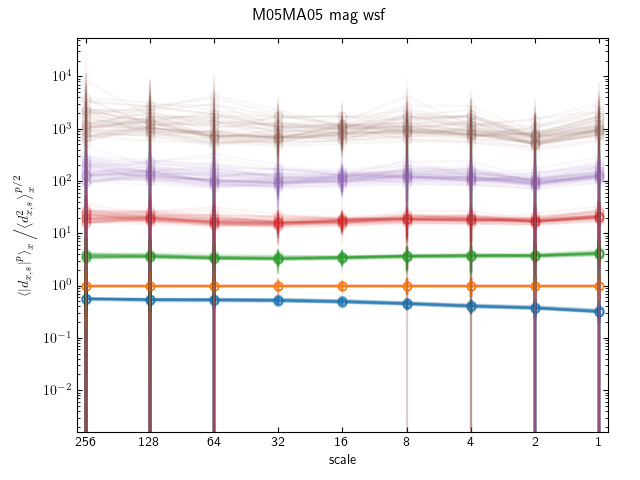 M05MA05 mag wsf
⟨|d_{x,s}|^p⟩_x / ⟨d_{x,s}^2⟩_x^{p/2}
10^4
10^3
10^2
10^1
10^0
10^{-1}
10^{-2}
256 128 64 32 16 8 4 2 1
scale